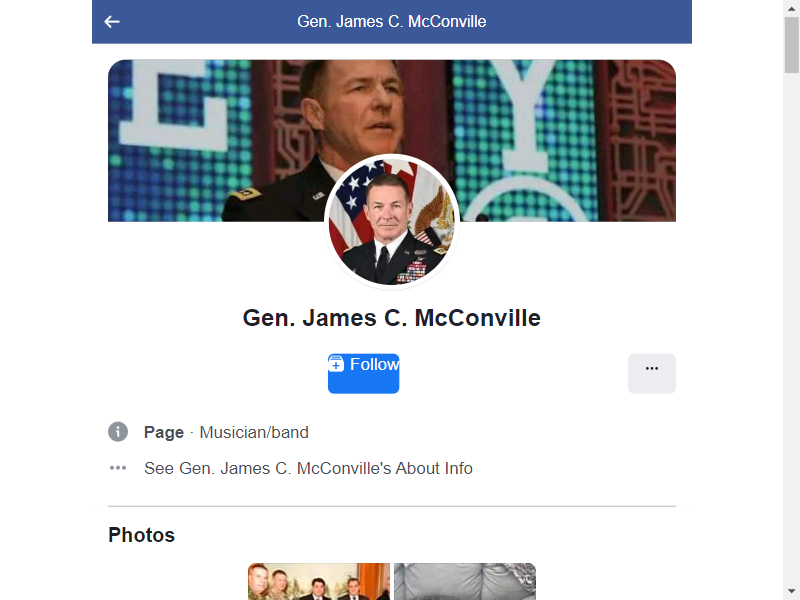 Gen. James C. McConville
E Y
Gen. James C. McConville
Follow
Page · Musician/band
See Gen. James C. McConville's About Info
Photos